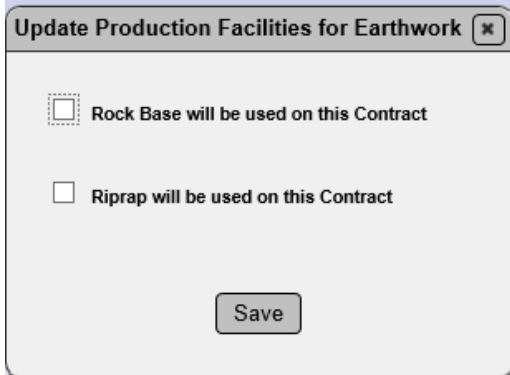 Update Production Facilities for Earthwork
Rock Base will be used on this Contract
Riprap will be used on this Contract
Save